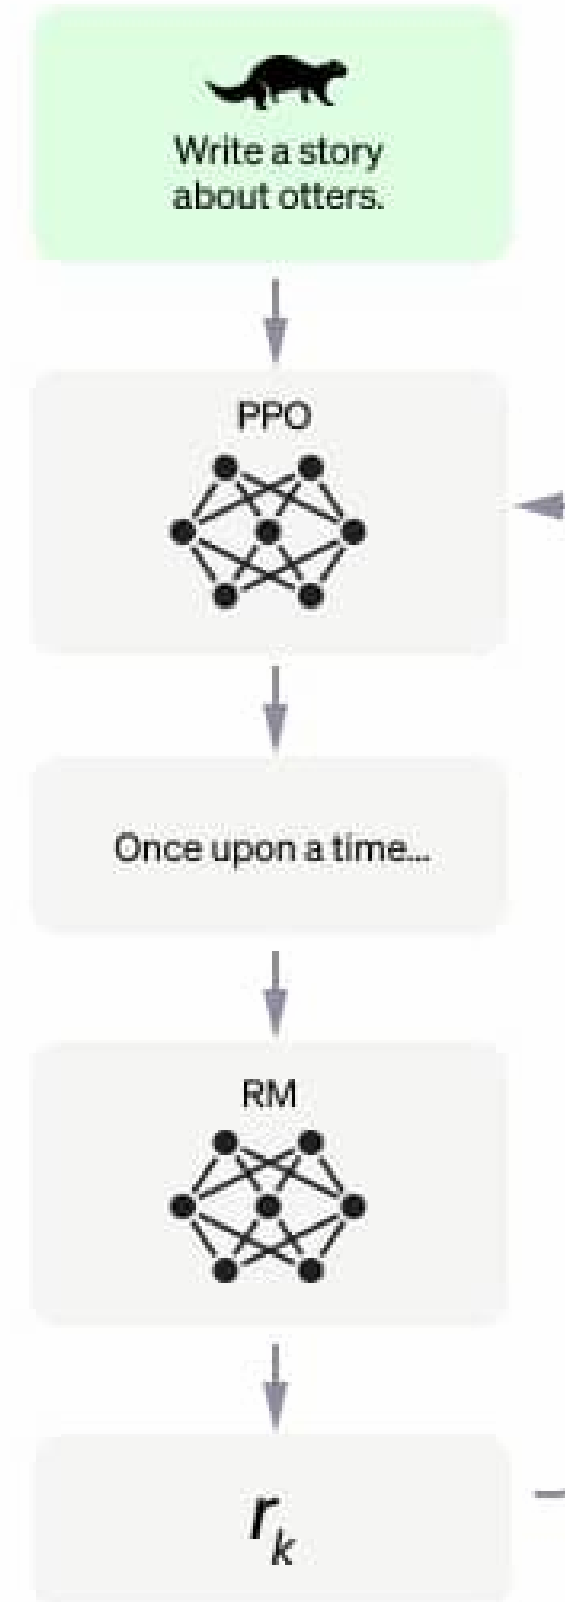 Write a story
about otters.
PPO
Once upon a time...
RM
r_k